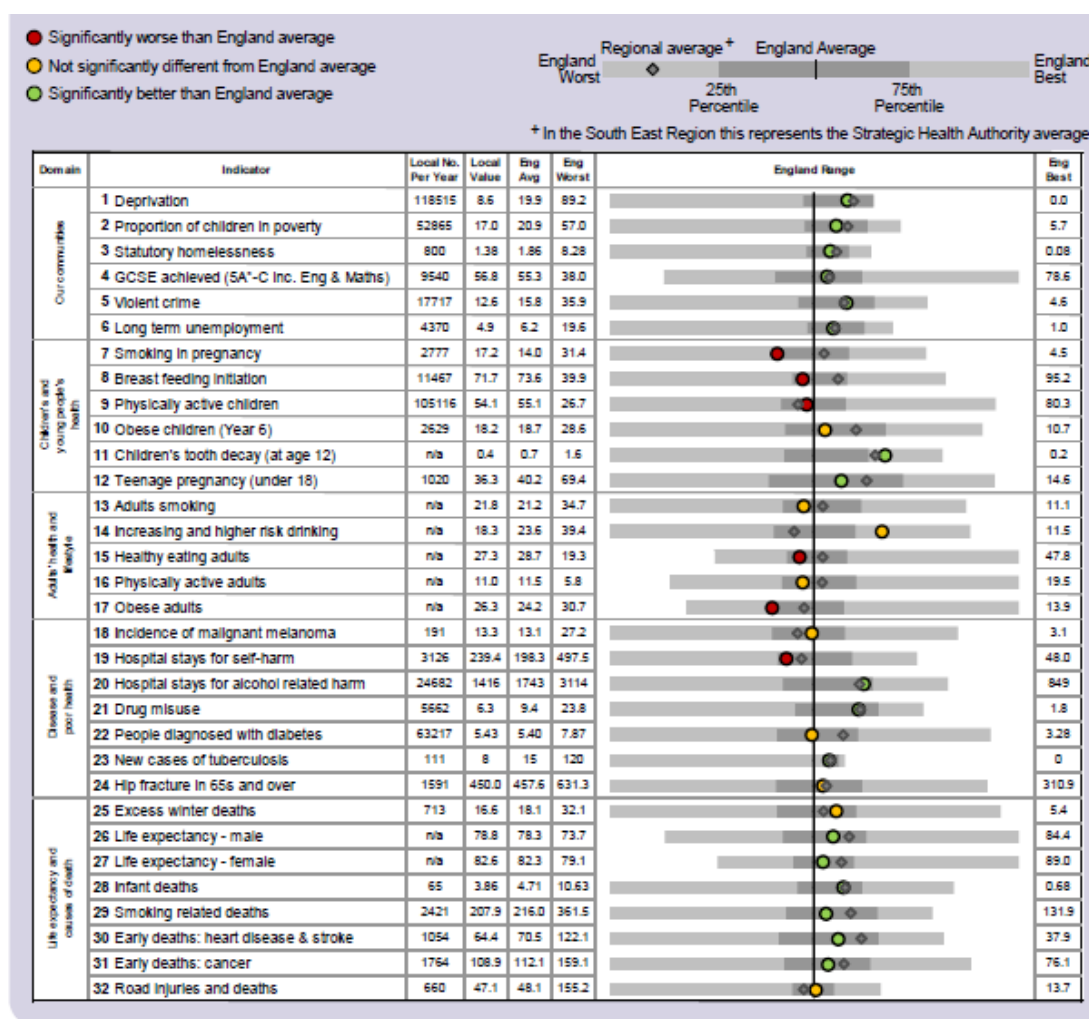 Significantly worse than England average
Not significantly different from England average
Significantly better than England average
Regional average + England Average
England Worst
England Best
25th Percentile
75th Percentile
+ In the South East Region this represents the Strategic Health Authority average
Domain Indicator Local No. Per Year Local Value Eng Avg Eng Worst England Range Eng Best
Our communities
1 Deprivation 118515 8.6 19.9 89.2 0.0
2 Proportion of children in poverty 52865 17.0 20.9 57.0 5.7
3 Statutory homelessness 800 1.38 1.86 8.28 0.08
4 GCSE achieved (5A*-C inc. Eng & Maths) 9540 56.8 55.3 38.0 78.6
5 Violent crime 17717 12.6 15.8 35.9 4.6
6 Long term unemployment 4370 4.9 6.2 19.6 1.0
Children's and young people's health
7 Smoking in pregnancy 2777 17.2 14.0 31.4 4.5
8 Breast feeding initiation 11467 71.7 73.6 39.9 95.2
9 Physically active children 105116 54.1 55.1 26.7 80.3
10 Obese children (Year 6) 2629 18.2 18.7 28.6 10.7
11 Children's tooth decay (at age 12) n/a 0.4 0.7 1.6 0.2
12 Teenage pregnancy (under 18) 1020 36.3 40.2 69.4 14.6
Adults' health and lifestyle
13 Adults smoking n/a 21.8 21.2 34.7 11.1
14 Increasing and higher risk drinking n/a 18.3 23.6 39.4 11.5
15 Healthy eating adults n/a 27.3 28.7 19.3 47.8
16 Physically active adults n/a 11.0 11.5 5.8 19.5
17 Obese adults n/a 26.3 24.2 30.7 13.9
Disease and poor health
18 Incidence of malignant melanoma 191 13.3 13.1 27.2 3.1
19 Hospital stays for self-harm 3126 239.4 198.3 497.5 48.0
20 Hospital stays for alcohol related harm 24682 1416 1743 3114 849
21 Drug misuse 5662 6.3 9.4 23.8 1.8
22 People diagnosed with diabetes 63217 5.43 5.40 7.87 3.28
23 New cases of tuberculosis 111 8 15 120 0
24 Hip fracture in 65s and over 1591 450.0 457.6 631.3 310.9
Life expectancy and causes of death
25 Excess winter deaths 713 16.6 18.1 32.1 5.4
26 Life expectancy - male n/a 78.8 78.3 73.7 84.4
27 Life expectancy - female n/a 82.6 82.3 79.1 89.0
28 Infant deaths 65 3.86 4.71 10.63 0.68
29 Smoking related deaths 2421 207.9 216.0 361.5 131.9
30 Early deaths: heart disease & stroke 1054 64.4 70.5 122.1 37.9
31 Early deaths: cancer 1764 108.9 112.1 159.1 76.1
32 Road injuries and deaths 660 47.1 48.1 155.2 13.7